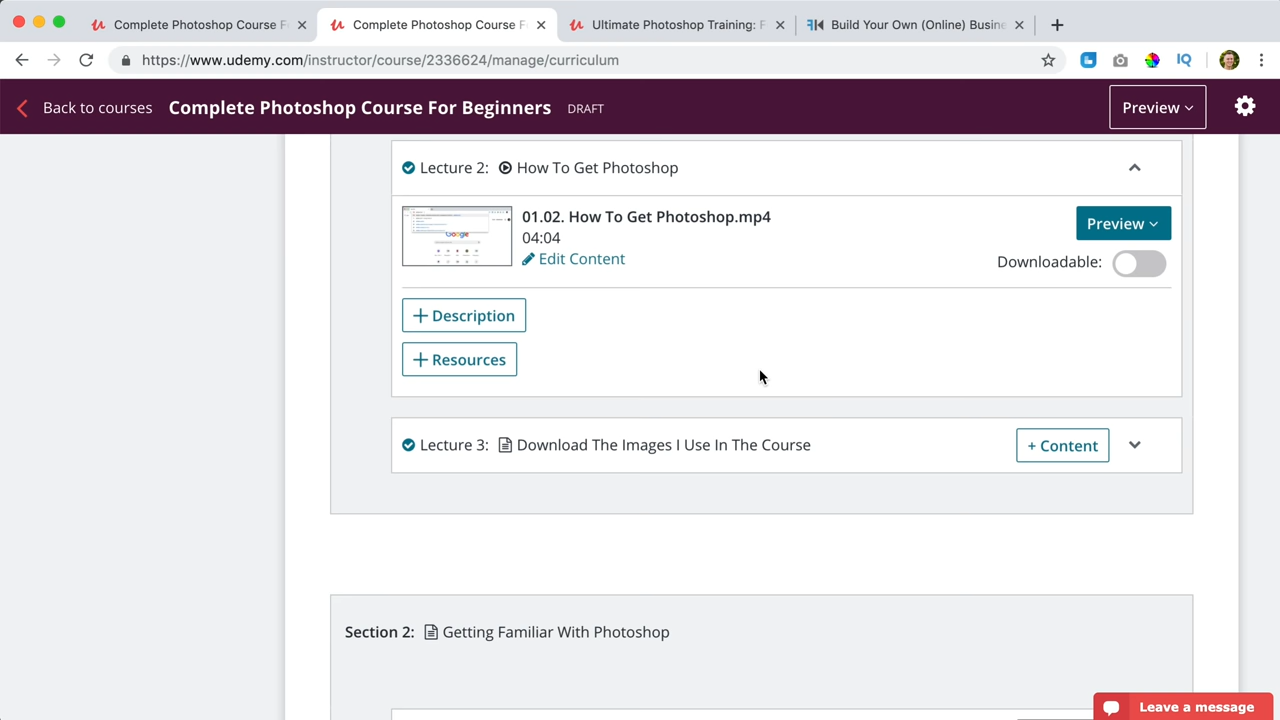 Complete Photoshop Course F
Complete Photoshop Course F
Ultimate Photoshop Training: F
Build Your Own (Online) Busine
https://www.udemy.com/instructor/course/2336624/manage/curriculum
IQ
Back to courses
Complete Photoshop Course For Beginners
DRAFT
Preview
Lecture 2: How To Get Photoshop
01.02. How To Get Photoshop.mp4
04:04
Edit Content
Preview
Downloadable:
Google
+ Description
+ Resources
Lecture 3: Download The Images I Use In The Course
+ Content
Section 2: Getting Familiar With Photoshop
Leave a message